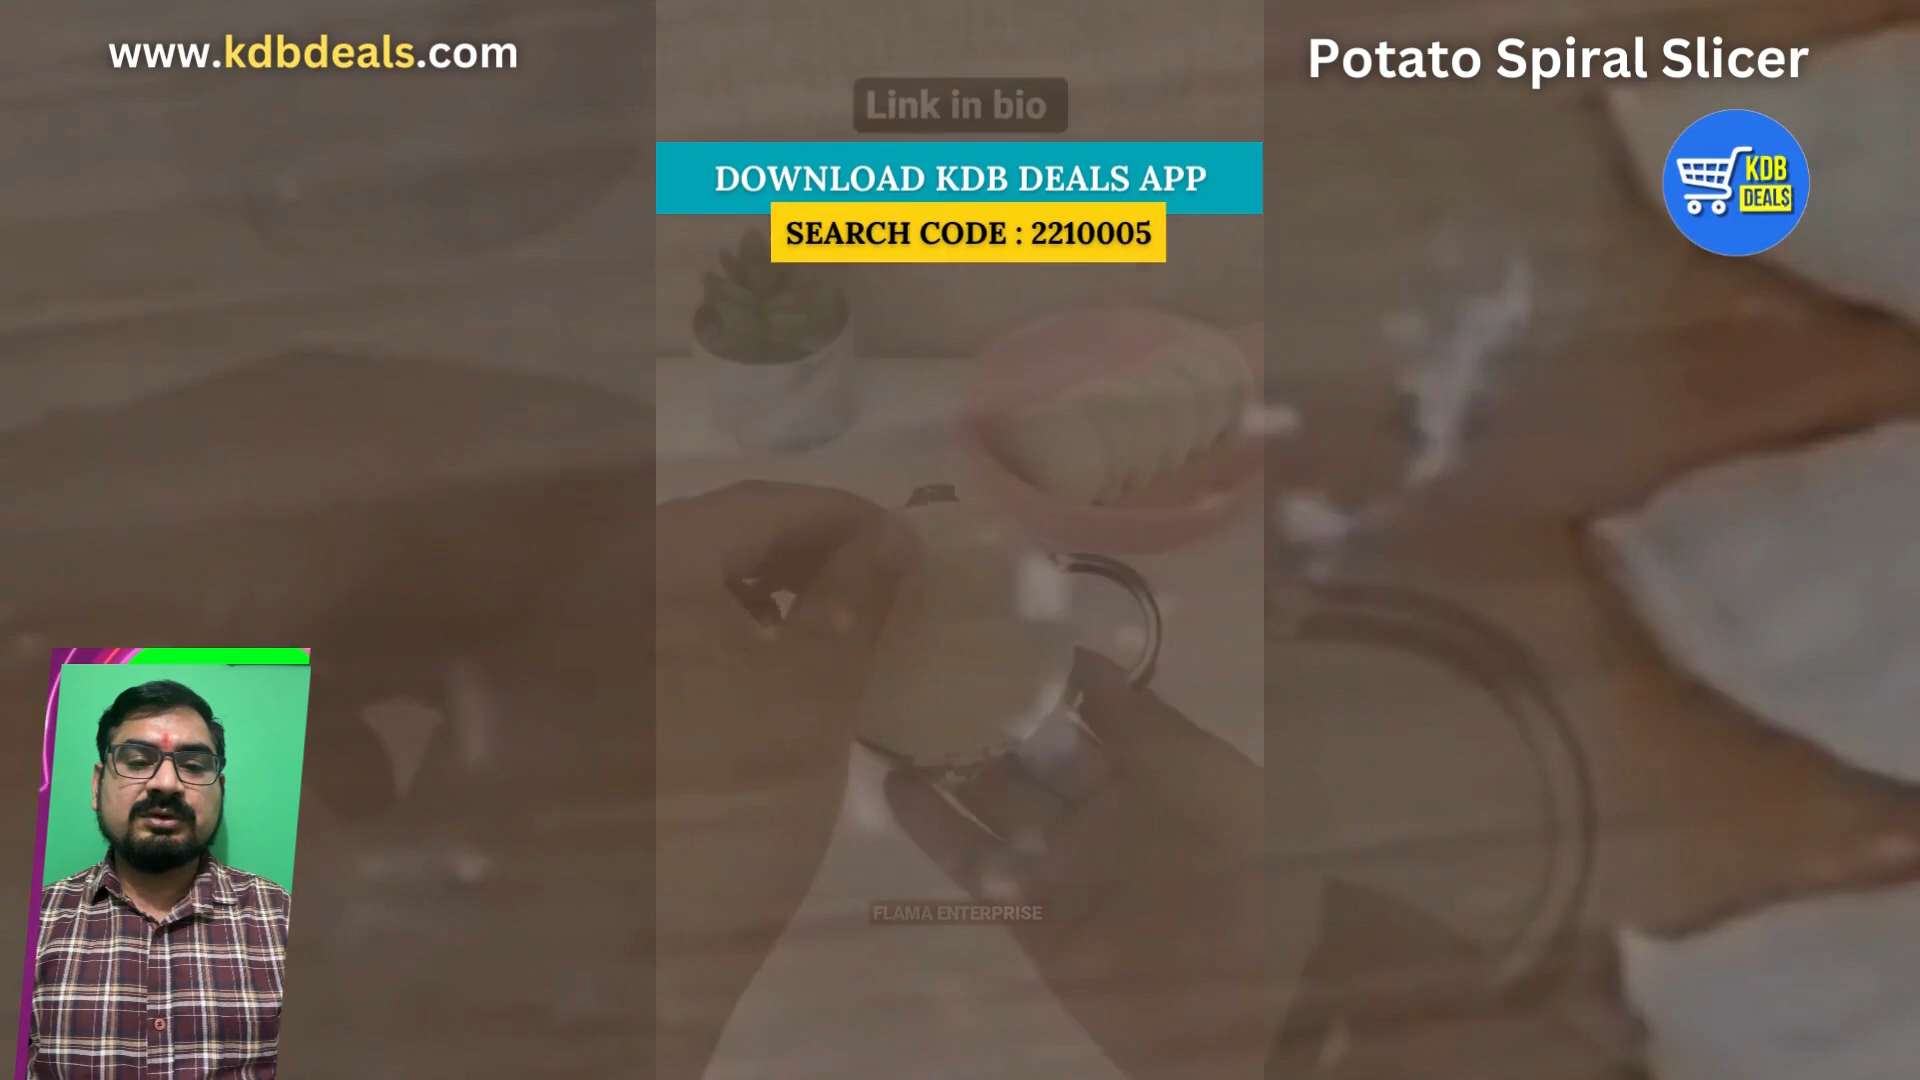 www.kdbdeals.com
Potato Spiral Slicer
Link in bio
DOWNLOAD KDB DEALS APP
SEARCH CODE : 2210005
KDB
DEALS
FLAMA ENTERPRISE